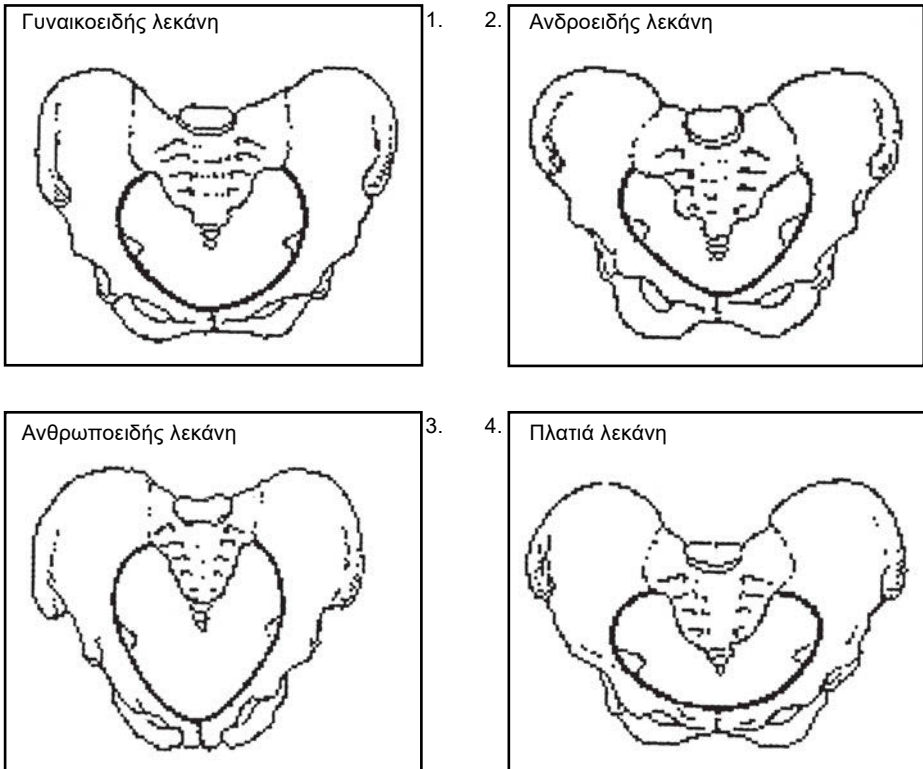 Γυναικοειδής λεκάνη
1.
2.
Ανδροειδής λεκάνη
Ανθρωποειδής λεκάνη
3.
4.
Πλατιά λεκάνη